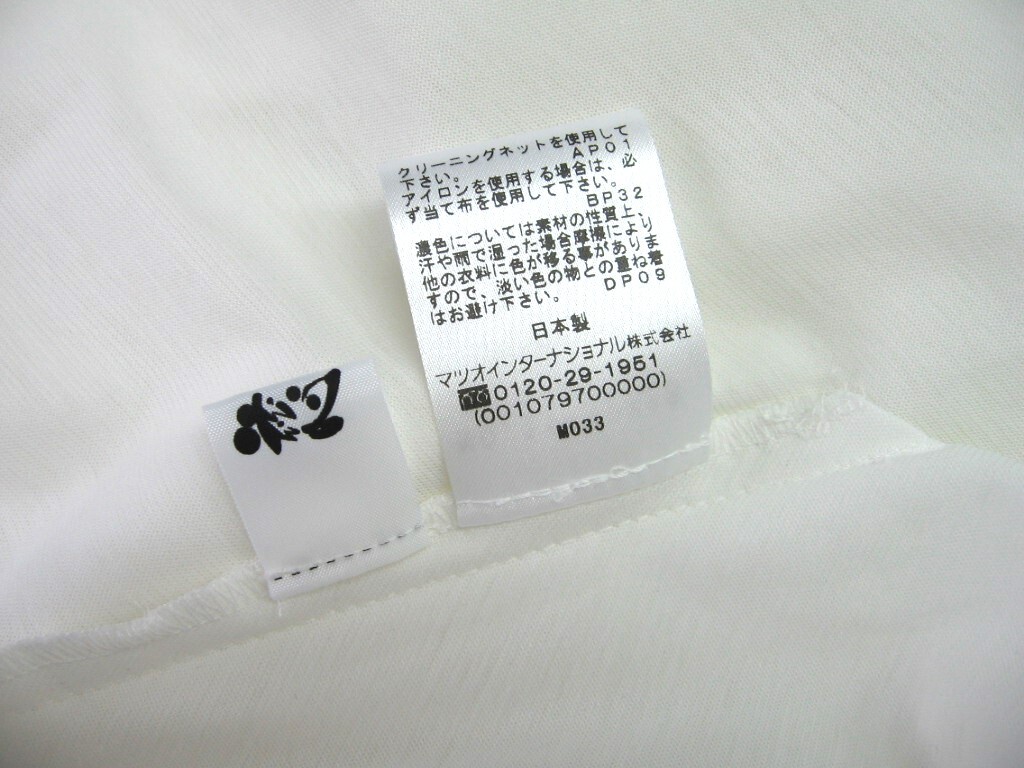 クリーニングネットを使用して
下さい。 AP01
アイロンを使用する場合は、必
ず当て布を使用して下さい。
BP32
濃色については素材の性質上、
汗や雨で湿った場合摩擦により
他の衣料に色が移る事がありま
すので、淡い色の物との重ね着
はお避け下さい。 DP09
日本製
マツオインターナショナル株式会社
0120-29-1951
(001079700000)
M033